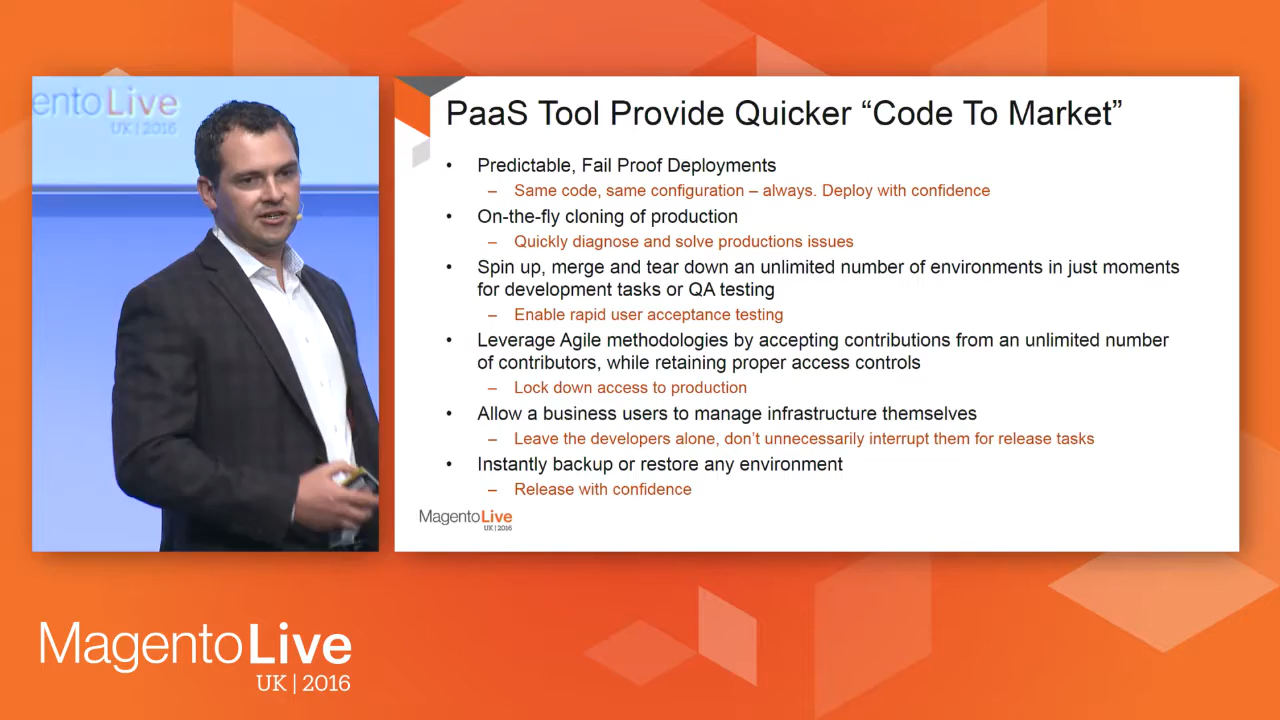 ento Live
UK | 2016
PaaS Tool Provide Quicker “Code To Market”
• Predictable, Fail Proof Deployments
– Same code, same configuration – always. Deploy with confidence
• On-the-fly cloning of production
– Quickly diagnose and solve productions issues
• Spin up, merge and tear down an unlimited number of environments in just moments
for development tasks or QA testing
– Enable rapid user acceptance testing
• Leverage Agile methodologies by accepting contributions from an unlimited number
of contributors, while retaining proper access controls
– Lock down access to production
• Allow a business users to manage infrastructure themselves
– Leave the developers alone, don’t unnecessarily interrupt them for release tasks
• Instantly backup or restore any environment
– Release with confidence
MagentoLive
UK | 2016
MagentoLive
UK | 2016